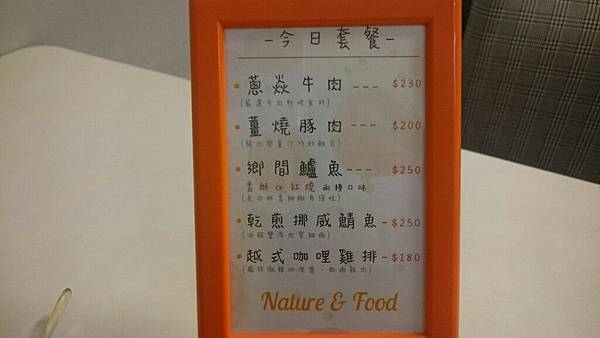 -今日套餐-
蔥焱牛肉 --- $230
薑燒豚肉 --- $200
鄉間鱸魚--- $250
香酥 or 紅燒 兩種口味
乾煎挪威鯖魚 -$250
越式咖哩雞排 -$180
Nature & Food